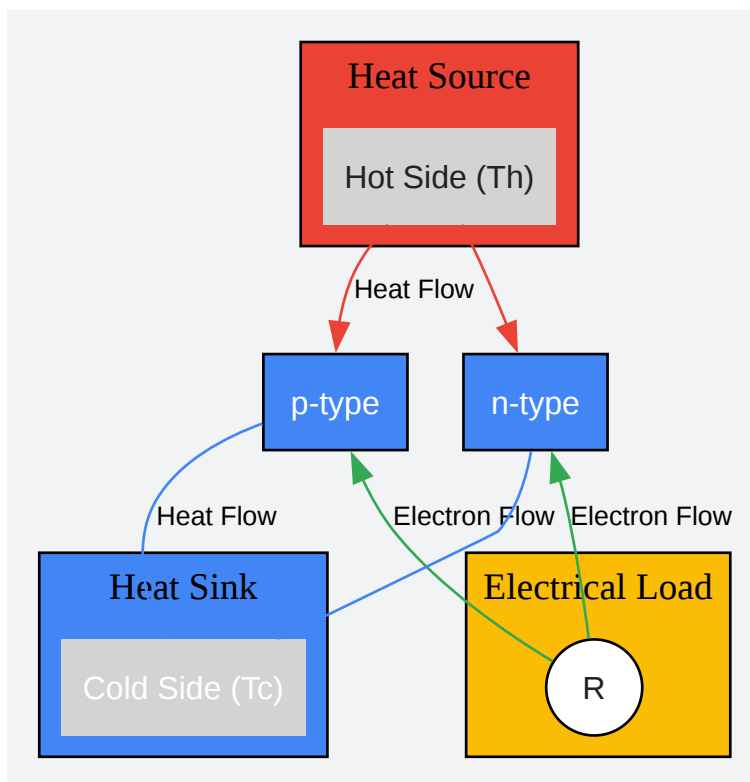 Heat Source
Hot Side (Th)
Heat Flow
p-type
n-type
Heat Flow
Electron Flow
Electron Flow
Heat Sink
Electrical Load
Cold Side (Tc)
R